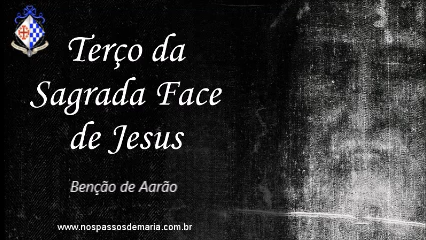 Terço da
Sagrada Face
de Jesus
Benção de Aarão
www.nospassosdemaria.com.br